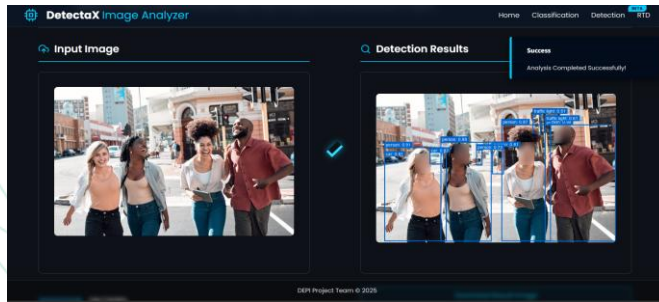 DetectaX Image Analyzer
Home Classification Detection BETA RTD
Input Image
Detection Results
Success
Analysis Completed Successfully!
DEPI Project Team © 2025